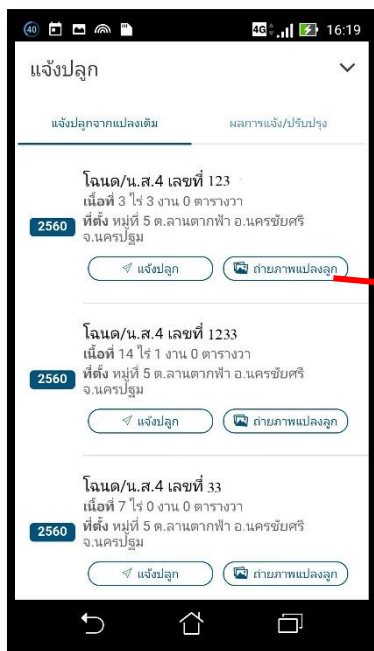 40 4G 16:19
แจ้งปลูก
แจ้งปลูกจากแปลงเดิม ผลการแจ้ง/ปรับปรุง
โฉนด/น.ส.4 เลขที่ 123
เนื้อที่ 3 ไร่ 3 งาน 0 ตารางวา
2560 ที่ตั้ง หมู่ที่ 5 ต.ลานตากฟ้า อ.นครชัยศรี
จ.นครปฐม
แจ้งปลูก ถ่ายภาพแปลงลูก
โฉนด/น.ส.4 เลขที่ 1233
เนื้อที่ 14 ไร่ 1 งาน 0 ตารางวา
2560 ที่ตั้ง หมู่ที่ 5 ต.ลานตากฟ้า อ.นครชัยศรี
จ.นครปฐม
แจ้งปลูก ถ่ายภาพแปลงลูก
โฉนด/น.ส.4 เลขที่ 33
เนื้อที่ 7 ไร่ 0 งาน 0 ตารางวา
2560 ที่ตั้ง หมู่ที่ 5 ต.ลานตากฟ้า อ.นครชัยศรี
จ.นครปฐม
แจ้งปลูก ถ่ายภาพแปลงลูก